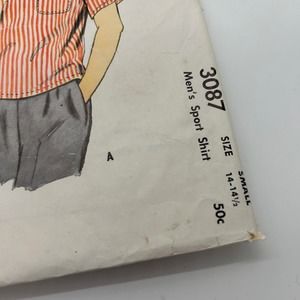 3087
Men's Sport Shirt
SIZE
SMALL
14-14½
50c
A